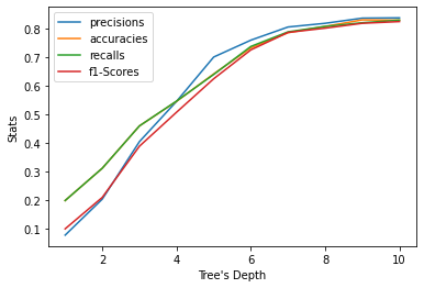 precisions
accuracies
recalls
f1-Scores
0.8
0.7
0.6
0.5
0.4
0.3
0.2
0.1
Stats
2 4 6 8 10
Tree's Depth